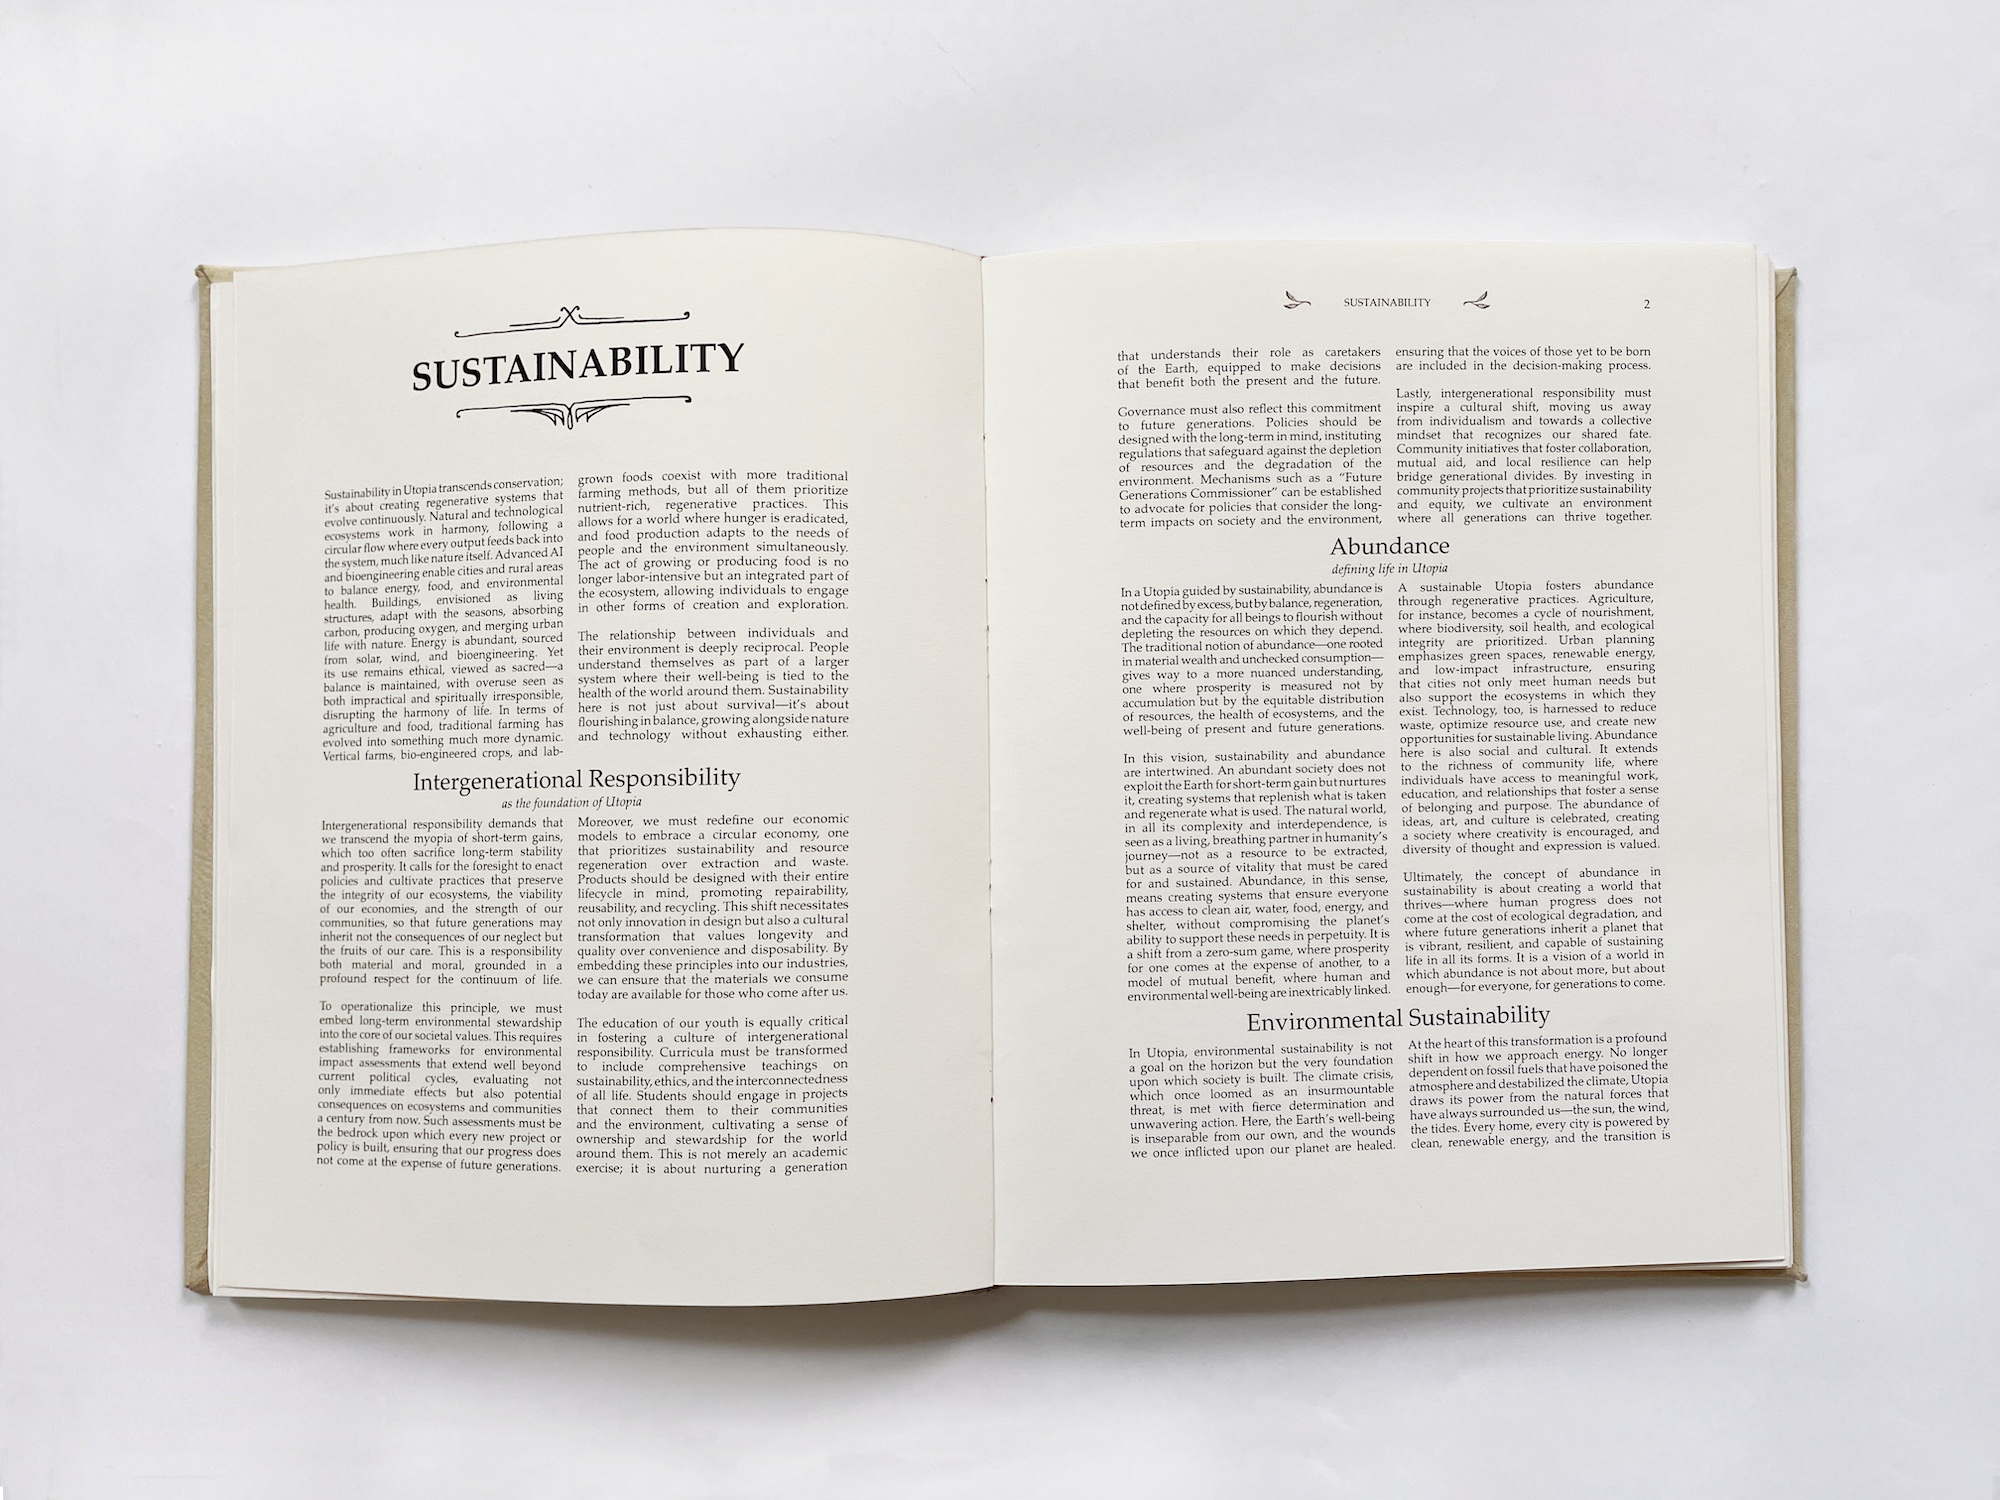 SUSTAINABILITY
Sustainability in Utopia transcends conservation;
it's about creating regenerative systems that
evolve continuously. Natural and technological
ecosystems work in harmony, following a
circular flow where every output feeds back into
the system, much like nature itself. Advanced AI
and bioengineering enable cities and rural areas
to balance energy, food, and environmental
health. Buildings, envisioned as living
structures, adapt with the seasons, absorbing
carbon, producing oxygen, and merging urban
life with nature. Energy is abundant, sourced
from solar, wind, and bioengineering. Yet
its use remains ethical, viewed as sacred—a
balance is maintained, with overuse seen as
both impractical and spiritually irresponsible,
disrupting the harmony of life. In terms of
agriculture and food, traditional farming has
evolved into something much more dynamic.
Vertical farms, bio-engineered crops, and lab-
grown foods coexist with more traditional
farming methods, but all of them prioritize
nutrient-rich, regenerative practices. This
allows for a world where hunger is eradicated,
and food production adapts to the needs of
people and the environment simultaneously.
The act of growing or producing food is no
longer labor-intensive but an integrated part of
the ecosystem, allowing individuals to engage
in other forms of creation and exploration.
The relationship between individuals and
their environment is deeply reciprocal. People
understand themselves as part of a larger
system where their well-being is tied to the
health of the world around them. Sustainability
here is not just about survival—it's about
flourishing in balance, growing alongside nature
and technology without exhausting either.
Intergenerational Responsibility
as the foundation of Utopia
Intergenerational responsibility demands that
we transcend the myopia of short-term gains,
which too often sacrifice long-term stability
and prosperity. It calls for the foresight to enact
policies and cultivate practices that preserve
the integrity of our ecosystems, the viability
of our economies, and the strength of our
communities, so that future generations may
inherit not the consequences of our neglect but
the fruits of our care. This is a responsibility
both material and moral, grounded in a
profound respect for the continuum of life.
To operationalize this principle, we must
embed long-term environmental stewardship
into the core of our societal values. This requires
establishing frameworks for environmental
impact assessments that extend well beyond
current political cycles, evaluating not
only immediate effects but also potential
consequences on ecosystems and communities
a century from now. Such assessments must be
the bedrock upon which every new project or
policy is built, ensuring that our progress does
not come at the expense of future generations.
Moreover, we must redefine our economic
models to embrace a circular economy, one
that prioritizes sustainability and resource
regeneration over extraction and waste.
Products should be designed with their entire
lifecycle in mind, promoting repairability,
reusability, and recycling. This shift necessitates
not only innovation in design but also a cultural
transformation that values longevity and
quality over convenience and disposability. By
embedding these principles into our industries,
we can ensure that the materials we consume
today are available for those who come after us.
The education of our youth is equally critical
in fostering a culture of intergenerational
responsibility. Curricula must be transformed
to include comprehensive teachings on
sustainability, ethics, and the interconnectedness
of all life. Students should engage in projects
that connect them to their communities
and the environment, cultivating a sense of
ownership and stewardship for the world
around them. This is not merely an academic
exercise; it is about nurturing a generation
SUSTAINABILITY
2
that understands their role as caretakers
of the Earth, equipped to make decisions
that benefit both the present and the future.
Governance must also reflect this commitment
to future generations. Policies should be
designed with the long-term in mind, instituting
regulations that safeguard against the depletion
of resources and the degradation of the
environment. Mechanisms such as a “Future
Generations Commissioner” can be established
to advocate for policies that consider the long-
term impacts on society and the environment,
ensuring that the voices of those yet to be born
are included in the decision-making process.
Lastly, intergenerational responsibility must
inspire a cultural shift, moving us away
from individualism and towards a collective
mindset that recognizes our shared fate.
Community initiatives that foster collaboration,
mutual aid, and local resilience can help
bridge generational divides. By investing in
community projects that prioritize sustainability
and equity, we cultivate an environment
where all generations can thrive together.
Abundance
defining life in Utopia
In a Utopia guided by sustainability, abundance is
not defined by excess, but by balance, regeneration,
and the capacity for all beings to flourish without
depleting the resources on which they depend.
The traditional notion of abundance—one rooted
in material wealth and unchecked consumption—
gives way to a more nuanced understanding,
one where prosperity is measured not by
accumulation but by the equitable distribution
of resources, the health of ecosystems, and the
well-being of present and future generations.
In this vision, sustainability and abundance
are intertwined. An abundant society does not
exploit the Earth for short-term gain but nurtures
it, creating systems that replenish what is taken
and regenerate what is used. The natural world,
in all its complexity and interdependence, is
seen as a living, breathing partner in humanity's
journey—not as a resource to be extracted,
but as a source of vitality that must be cared
for and sustained. Abundance, in this sense,
means creating systems that ensure everyone
has access to clean air, water, food, energy, and
shelter, without compromising the planet's
ability to support these needs in perpetuity. It is
a shift from a zero-sum game, where prosperity
for one comes at the expense of another, to a
model of mutual benefit, where human and
environmental well-being are inextricably linked.
A sustainable Utopia fosters abundance
through regenerative practices. Agriculture,
for instance, becomes a cycle of nourishment,
where biodiversity, soil health, and ecological
integrity are prioritized. Urban planning
emphasizes green spaces, renewable energy,
and low-impact infrastructure, ensuring
that cities not only meet human needs but
also support the ecosystems in which they
exist. Technology, too, is harnessed to reduce
waste, optimize resource use, and create new
opportunities for sustainable living. Abundance
here is also social and cultural. It extends
to the richness of community life, where
individuals have access to meaningful work,
education, and relationships that foster a sense
of belonging and purpose. The abundance of
ideas, art, and culture is celebrated, creating
a society where creativity is encouraged, and
diversity of thought and expression is valued.
Ultimately, the concept of abundance in
sustainability is about creating a world that
thrives—where human progress does not
come at the cost of ecological degradation, and
where future generations inherit a planet that
is vibrant, resilient, and capable of sustaining
life in all its forms. It is a vision of a world in
which abundance is not about more, but about
enough—for everyone, for generations to come.
Environmental Sustainability
In Utopia, environmental sustainability is not
a goal on the horizon but the very foundation
upon which society is built. The climate crisis,
which once loomed as an insurmountable
threat, is met with fierce determination and
unwavering action. Here, the Earth's well-being
is inseparable from our own, and the wounds
we once inflicted upon our planet are healed.
At the heart of this transformation is a profound
shift in how we approach energy. No longer
dependent on fossil fuels that have poisoned the
atmosphere and destabilized the climate, Utopia
draws its power from the natural forces that
have always surrounded us—the sun, the wind,
the tides. Every home, every city is powered by
clean, renewable energy, and the transition is